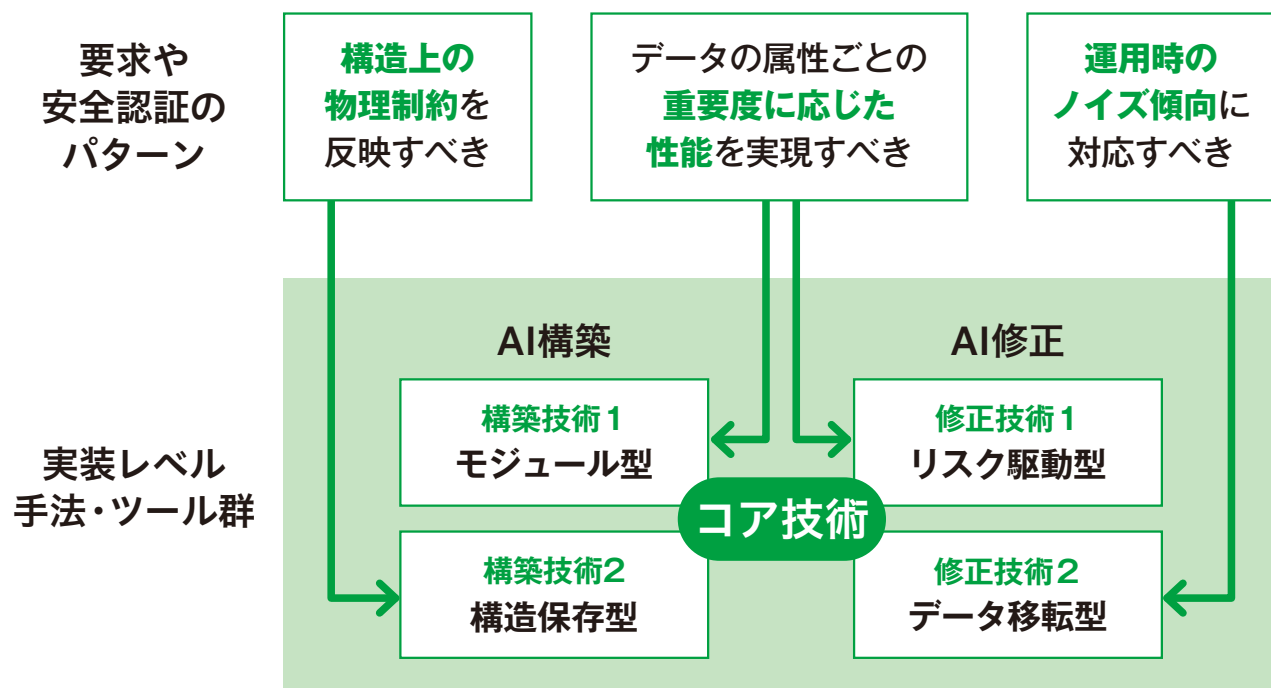 要求や
安全認証の
パターン
構造上の
物理制約を
反映すべき
データの属性ごとの
重要度に応じた
性能を実現すべき
運用時の
ノイズ傾向に
対応すべき
実装レベル
手法・ツール群
AI構築
構築技術1
モジュール型
構築技術2
構造保存型
コア技術
AI修正
修正技術1
リスク駆動型
修正技術2
データ移転型